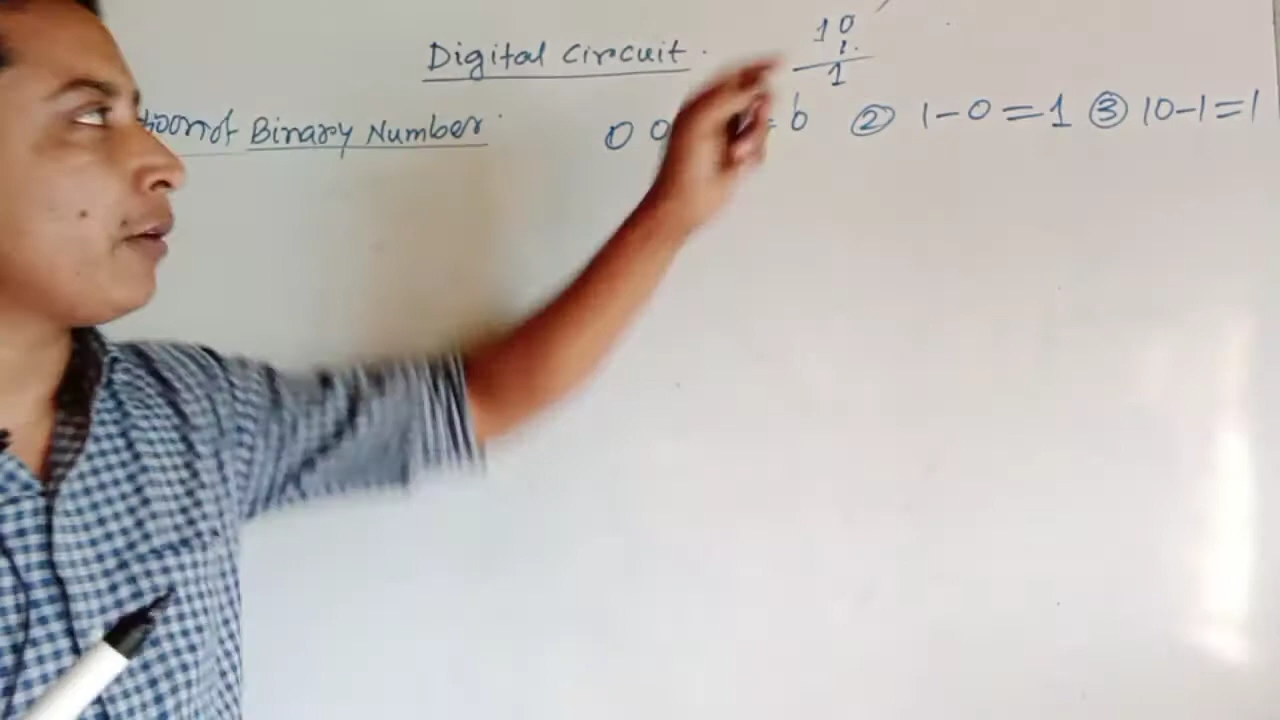 Digital Circuit.
10
1.
1
of Binary Number
0 0 = 0 ② 1-0=1 ③ 10-1=1